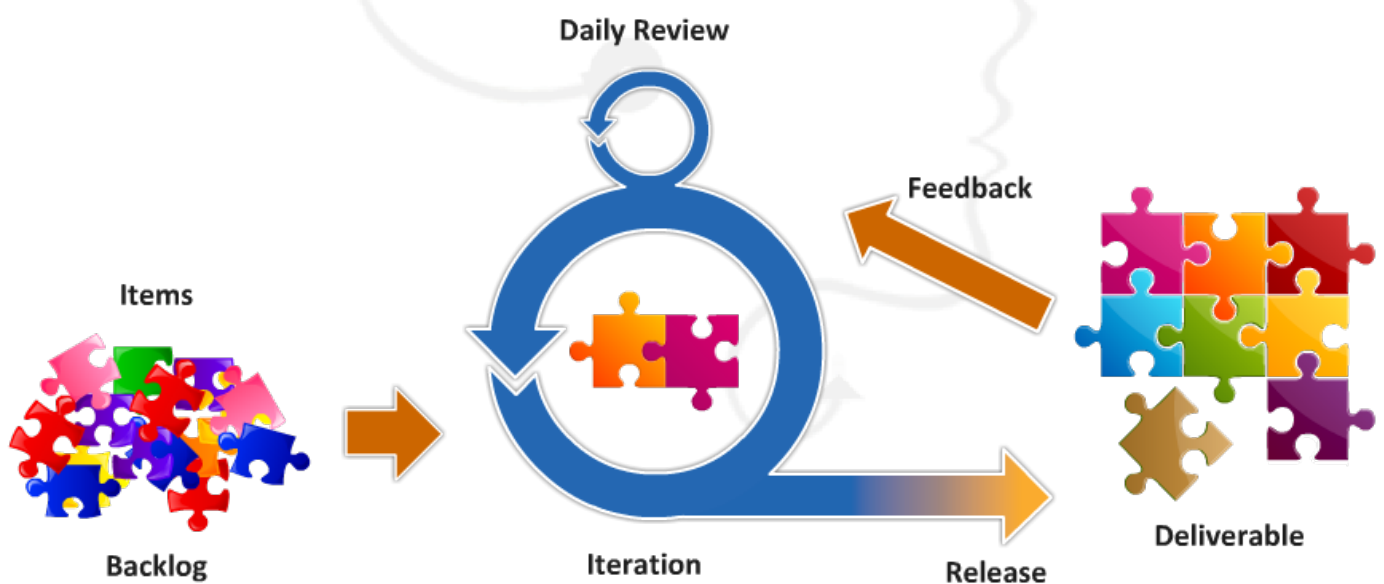 Daily Review
Feedback
Items
Backlog
Iteration
Release
Deliverable